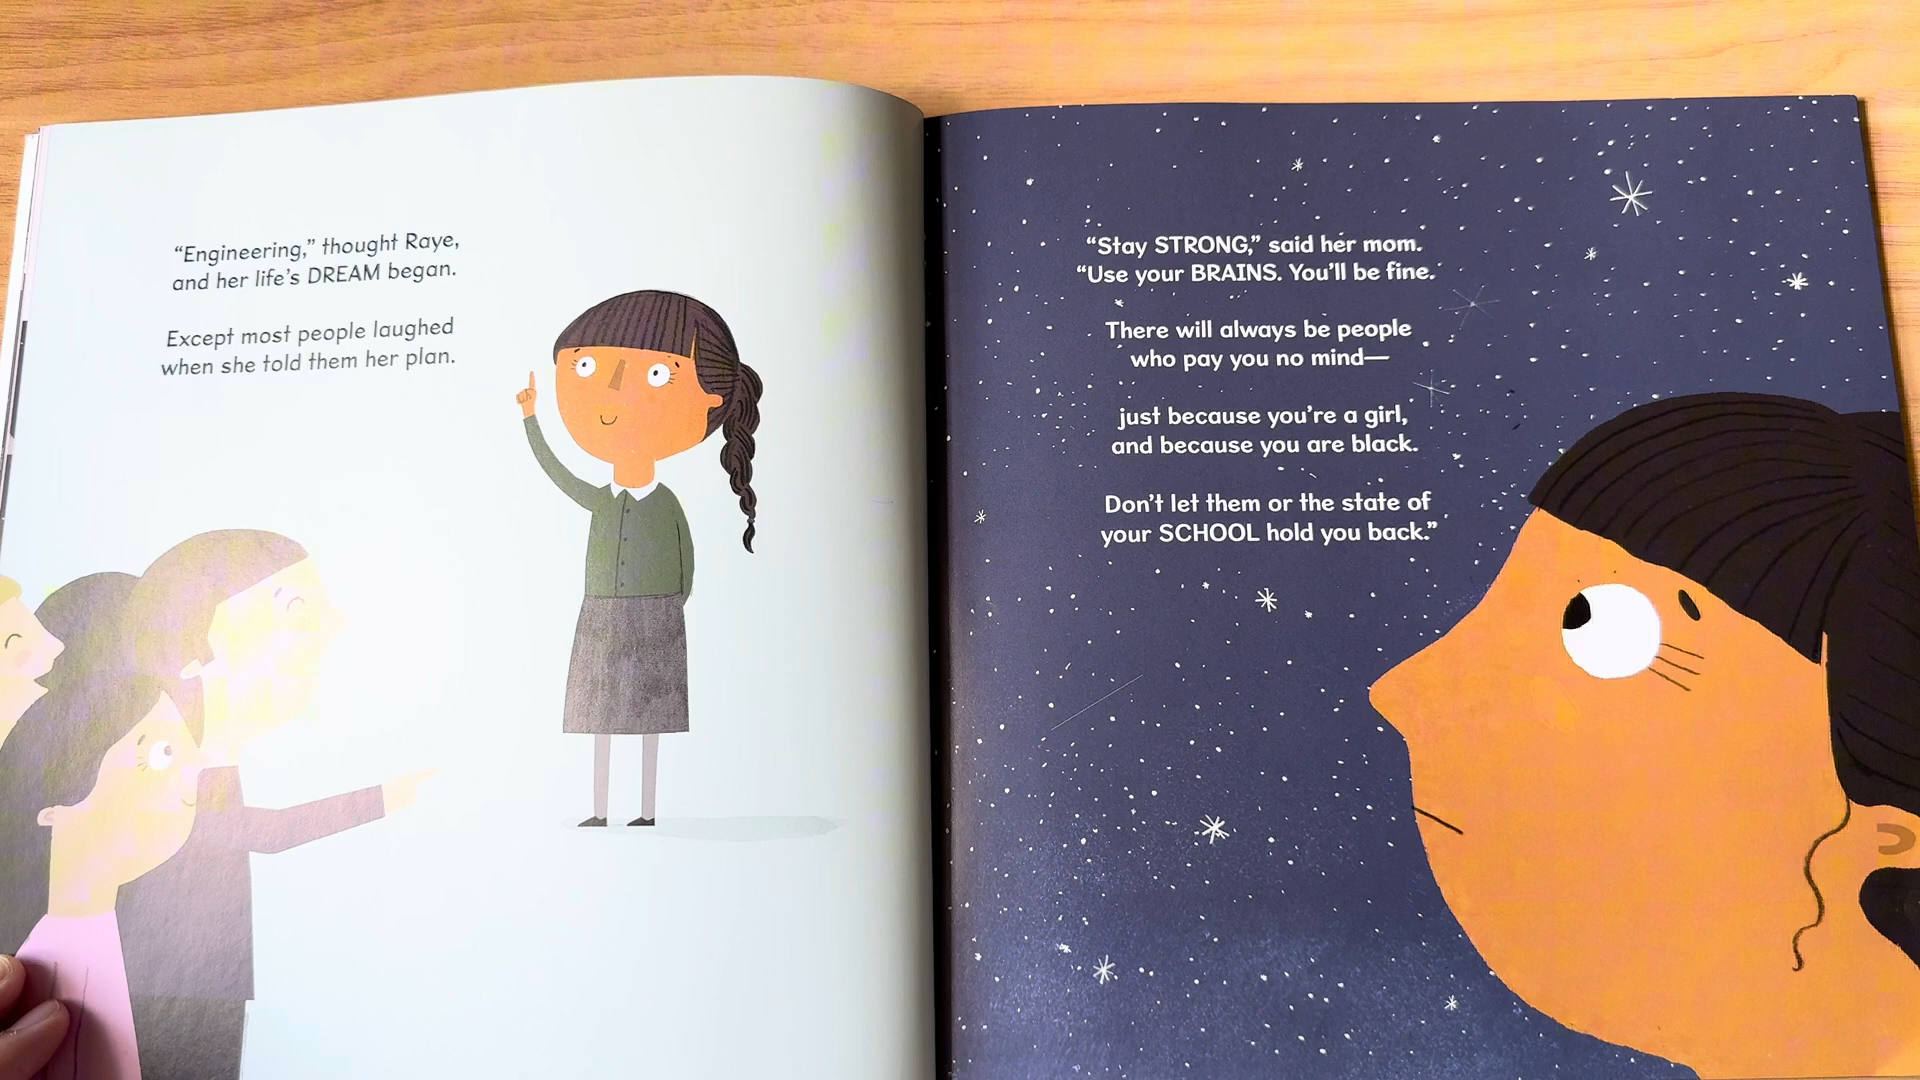 “Engineering,” thought Raye,
and her life’s DREAM began.
Except most people laughed
when she told them her plan.
“Stay STRONG,” said her mom.
“Use your BRAINS. You’ll be fine.
There will always be people
who pay you no mind—
just because you’re a girl,
and because you are black.
Don’t let them or the state of
your SCHOOL hold you back.”